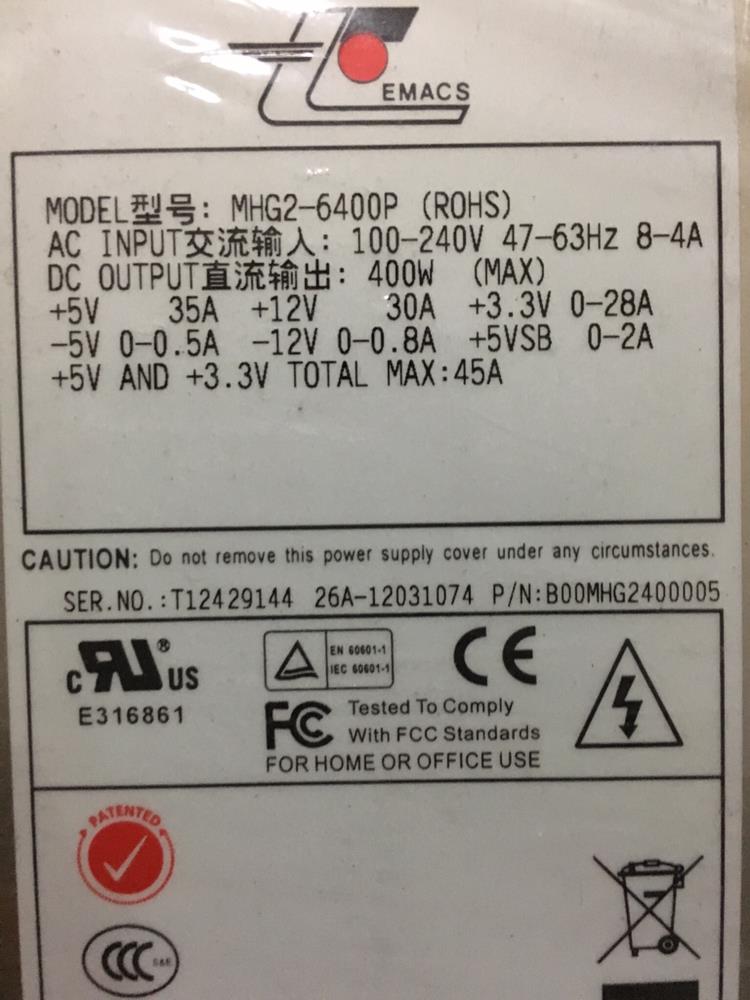 EMACS
MODEL型号: MHG2-6400P (ROHS)
AC INPUT交流输入: 100-240V 47-63Hz 8-4A
DC OUTPUT直流输出: 400W (MAX)
+5V 35A +12V 30A +3.3V 0-28A
-5V 0-0.5A -12V 0-0.8A +5VSB 0-2A
+5V AND +3.3V TOTAL MAX:45A
CAUTION: Do not remove this power supply cover under any circumstances.
SER.NO.:T12429144 26A-12031074 P/N:B00MHG2400005
c RU ® US
E316861
EN 60601-1
IEC 60601-1
CE
FC Tested To Comply
With FCC Standards
FOR HOME OR OFFICE USE
PATENTED
CCC S&E